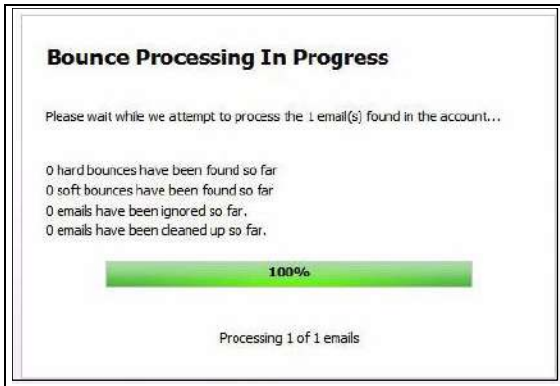 Bounce Processing In Progress
Please wait while we attempt to process the 1 email(s) found in the account...
0 hard bounces have been found so far
0 soft bounces have been found so far
0 emails have been ignored so far.
0 emails have been cleaned up so far.
100%
Processing 1 of 1 emails